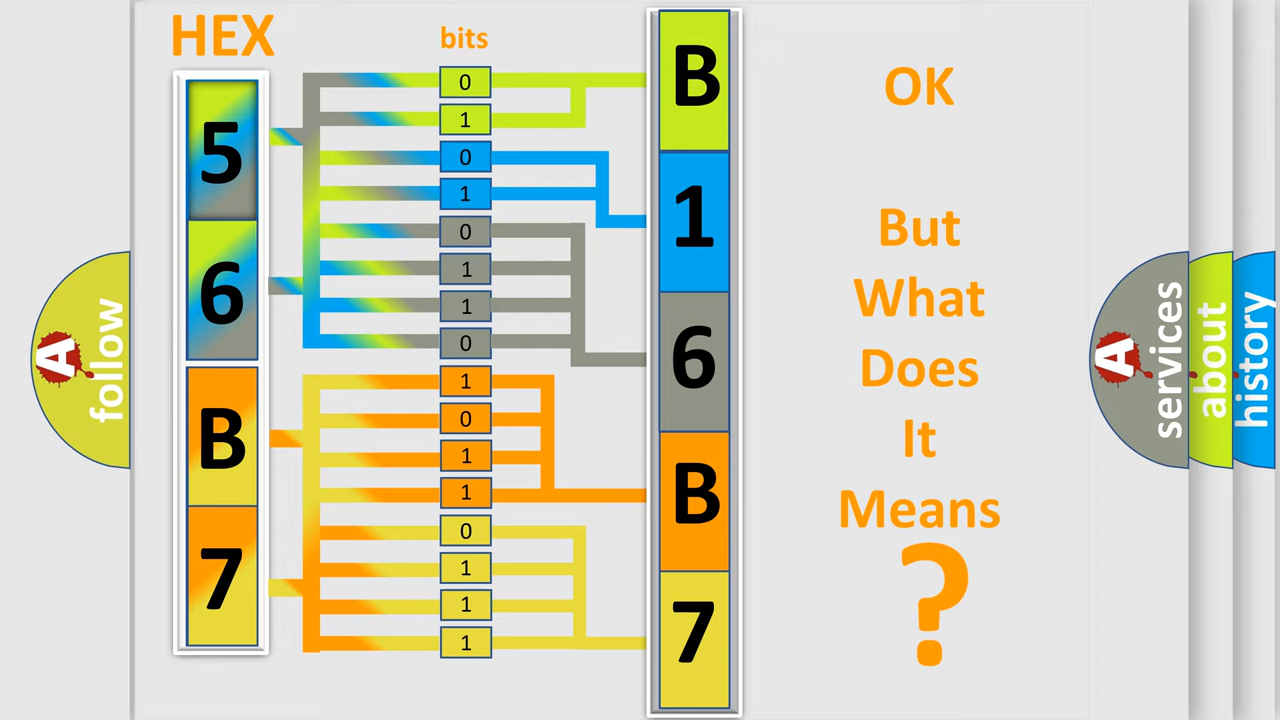 HEX
bits
5
6
B
7
0
1
0
1
0
1
1
0
1
0
1
1
0
1
1
1
B
1
6
B
7
OK
But
What
Does
It
Means
?
A
follow
A
services
about
history